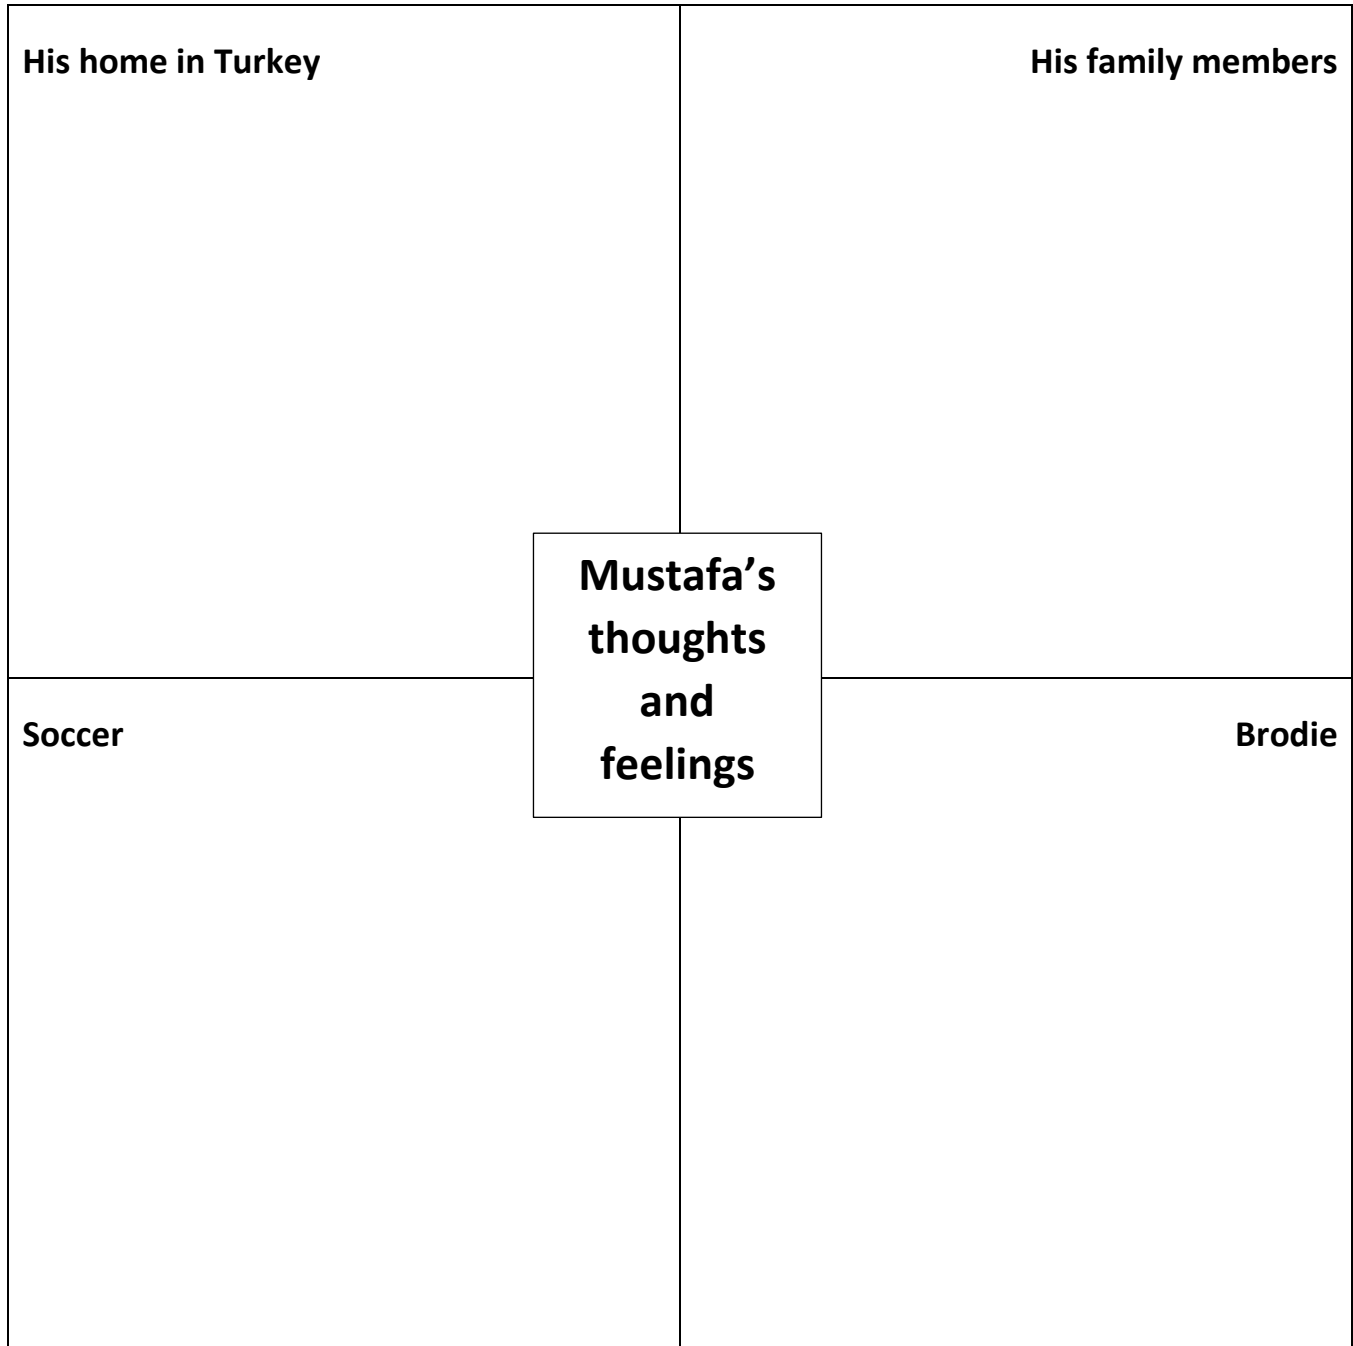 His home in Turkey
His family members
Mustafa’s
thoughts
and
feelings
Soccer
Brodie